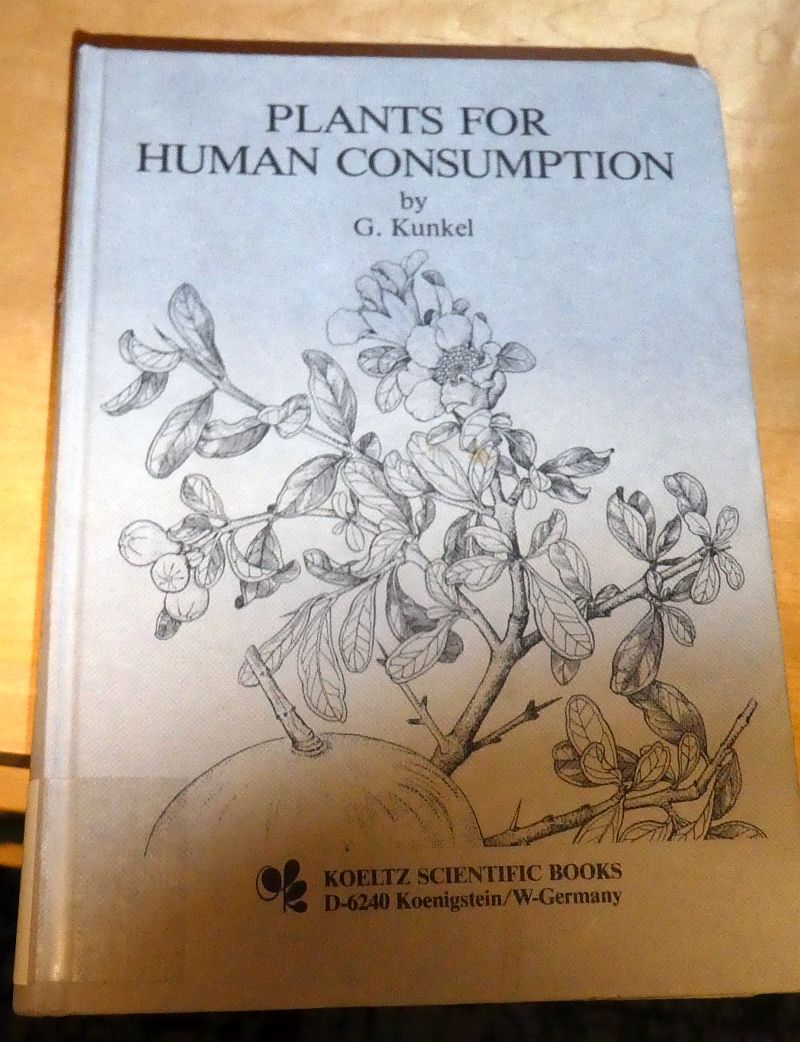 PLANTS FOR
HUMAN CONSUMPTION
by
G. Kunkel
KOELTZ SCIENTIFIC BOOKS
D-6240 Koenigstein/W-Germany